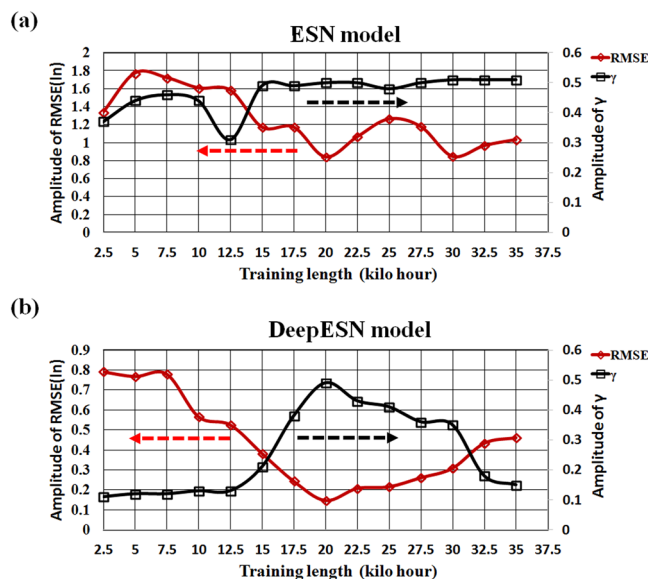 (a)
ESN model
2
1.8
1.6
1.4
1.2
1
0.8
0.6
0.4
0.2
0
Amplitude of RMSE(In)
0.6
0.5
0.4
0.3
0.2
0.1
0
Amplitude of γ
RMSE
γ
2.5 5 7.5 10 12.5 15 17.5 20 22.5 25 27.5 30 32.5 35 37.5
Training length (kilo hour)
(b)
DeepESN model
0.9
0.8
0.7
0.6
0.5
0.4
0.3
0.2
0.1
0
Amplitude of RMSE(In)
0.6
0.5
0.4
0.3
0.2
0.1
0
Amplitude of γ
RMSE
γ
2.5 5 7.5 10 12.5 15 17.5 20 22.5 25 27.5 30 32.5 35 37.5
Training length (kilo hour)